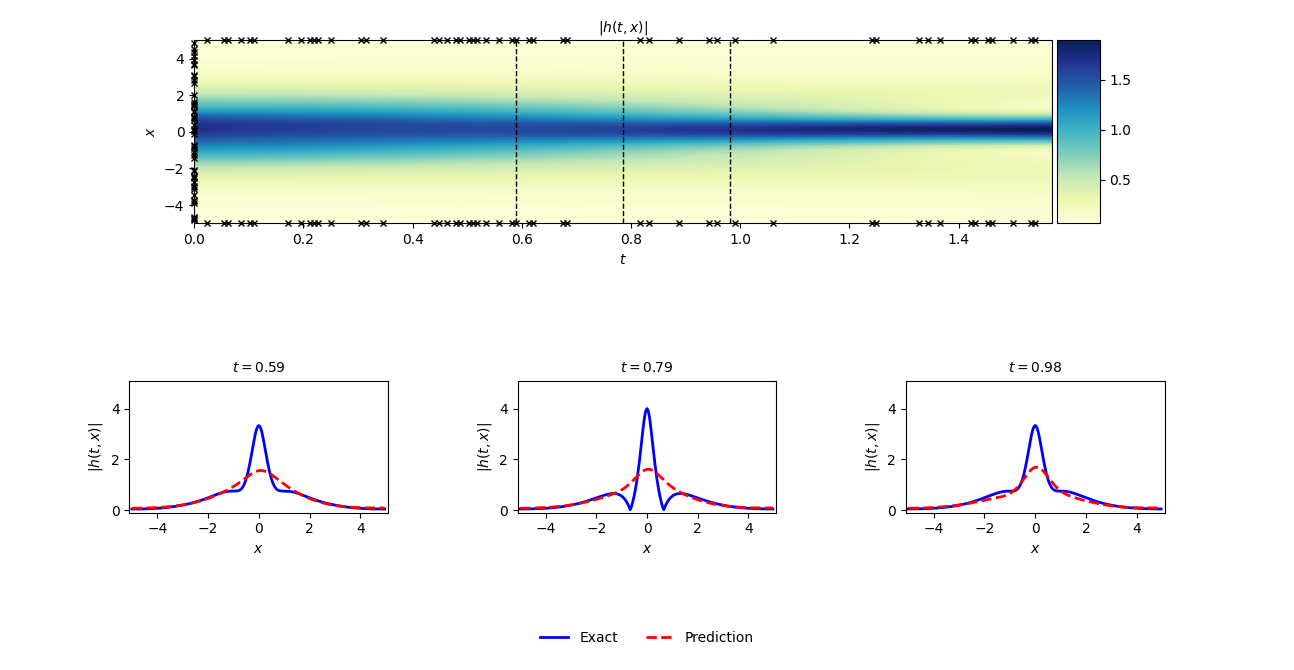 |h(t, x)|
4
2
0
−2
−4
x
0.0 0.2 0.4 0.6 0.8 1.0 1.2 1.4
t
1.5
1.0
0.5
t = 0.59
t = 0.79
t = 0.98
|h(t, x)|
4
2
0
−4 −2 0 2 4
x
|h(t, x)|
4
2
0
−4 −2 0 2 4
x
|h(t, x)|
4
2
0
−4 −2 0 2 4
x
Exact Prediction